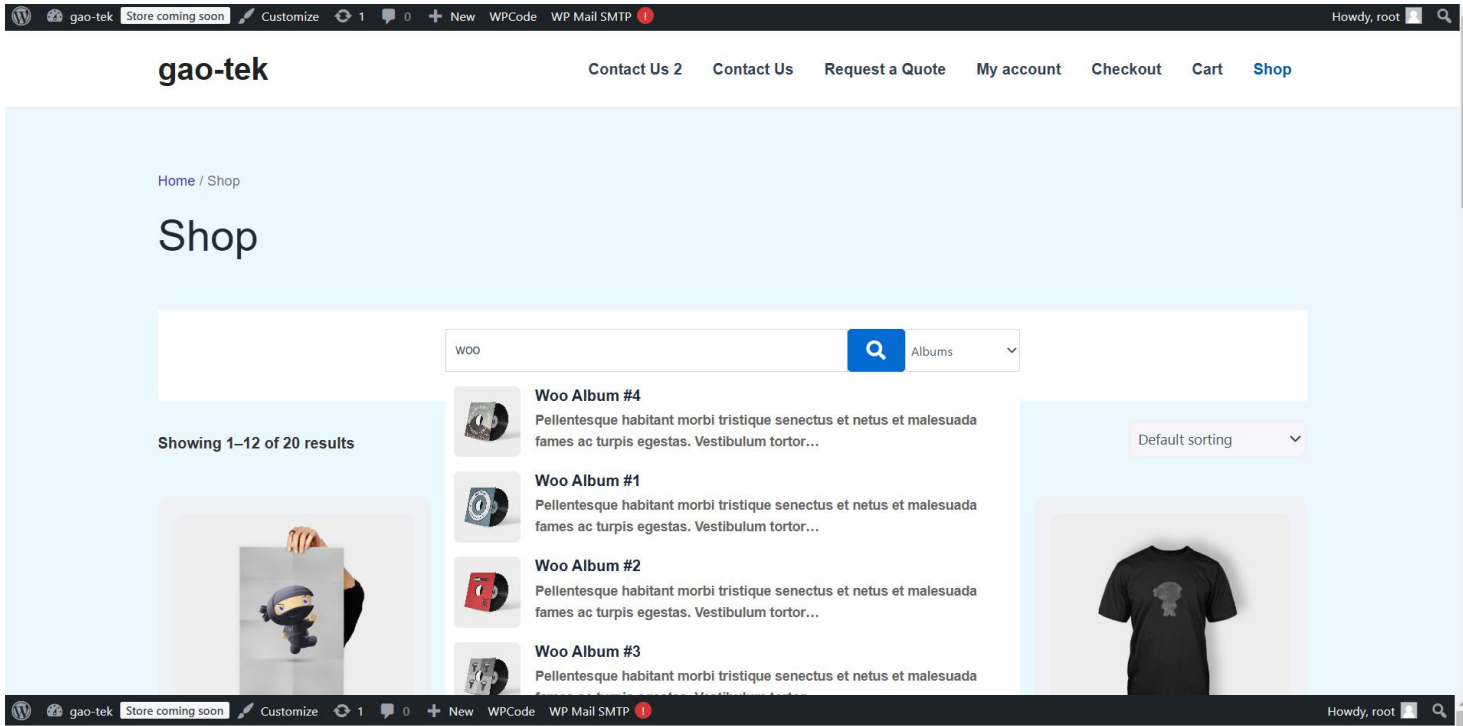 gao-tek Store coming soon Customize 1 0 New WPCode WP Mail SMTP ! Howdy, root
gao-tek Contact Us 2 Contact Us Request a Quote My account Checkout Cart Shop
Home / Shop
Shop
woo Albums
Woo Album #4
Pellentesque habitant morbi tristique senectus et netus et malesuada
fames ac turpis egestas. Vestibulum tortor…
Showing 1–12 of 20 results
Default sorting
Woo Album #1
Pellentesque habitant morbi tristique senectus et netus et malesuada
fames ac turpis egestas. Vestibulum tortor…
Woo Album #2
Pellentesque habitant morbi tristique senectus et netus et malesuada
fames ac turpis egestas. Vestibulum tortor…
Woo Album #3
Pellentesque habitant morbi tristique senectus et netus et malesuada
gao-tek Store coming soon Customize 1 0 New WPCode WP Mail SMTP ! Howdy, root